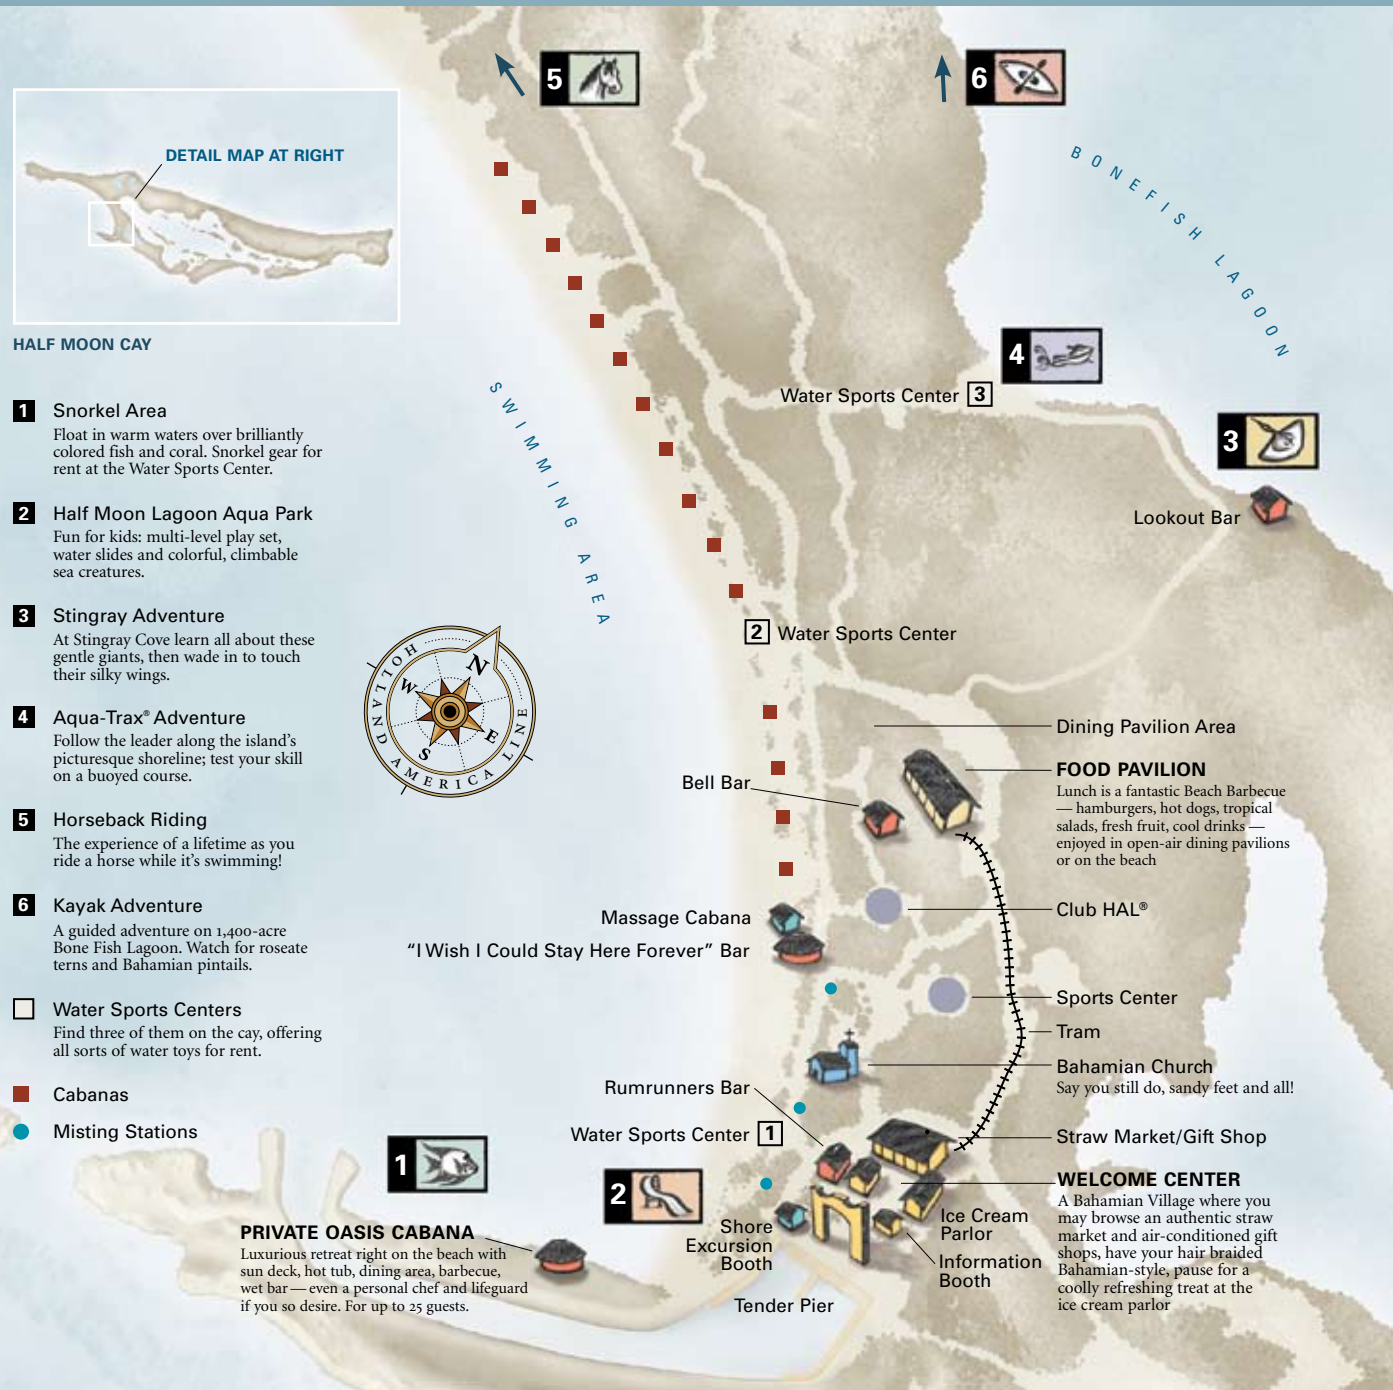 5
6
DETAIL MAP AT RIGHT
BONEFISH LAGOON
HALF MOON CAY
4
Water Sports Center 3
3
Lookout Bar
SWIMMING AREA
1 Snorkel Area
Float in warm waters over brilliantly
colored fish and coral. Snorkel gear for
rent at the Water Sports Center.
2 Half Moon Lagoon Aqua Park
Fun for kids: multi-level play set,
water slides and colorful, climbable
sea creatures.
3 Stingray Adventure
At Stingray Cove learn all about these
gentle giants, then wade in to touch
their silky wings.
4 Aqua-Trax® Adventure
Follow the leader along the island’s
picturesque shoreline; test your skill
on a buoyed course.
5 Horseback Riding
The experience of a lifetime as you
ride a horse while it’s swimming!
6 Kayak Adventure
A guided adventure on 1,400-acre
Bone Fish Lagoon. Watch for roseate
terns and Bahamian pintails.
Water Sports Centers
Find three of them on the cay, offering
all sorts of water toys for rent.
Cabanas
Misting Stations
HOLLAND AMERICA LINE
N
W
E
S
2 Water Sports Center
Dining Pavilion Area
FOOD PAVILION
Lunch is a fantastic Beach Barbecue
— hamburgers, hot dogs, tropical
salads, fresh fruit, cool drinks —
enjoyed in open-air dining pavilions
or on the beach
Bell Bar
Massage Cabana
“I Wish I Could Stay Here Forever” Bar
Club HAL®
Sports Center
Tram
Bahamian Church
Say you still do, sandy feet and all!
Rumrunners Bar
Water Sports Center 1
Straw Market/Gift Shop
WELCOME CENTER
A Bahamian Village where you
may browse an authentic straw
market and air-conditioned gift
shops, have your hair braided
Bahamian-style, pause for a
coolly refreshing treat at the
ice cream parlor
1
2
PRIVATE OASIS CABANA
Luxurious retreat right on the beach with
sun deck, hot tub, dining area, barbecue,
wet bar — even a personal chef and lifeguard
if you so desire. For up to 25 guests.
Shore
Excursion
Booth
Ice Cream
Parlor
Information
Booth
Tender Pier